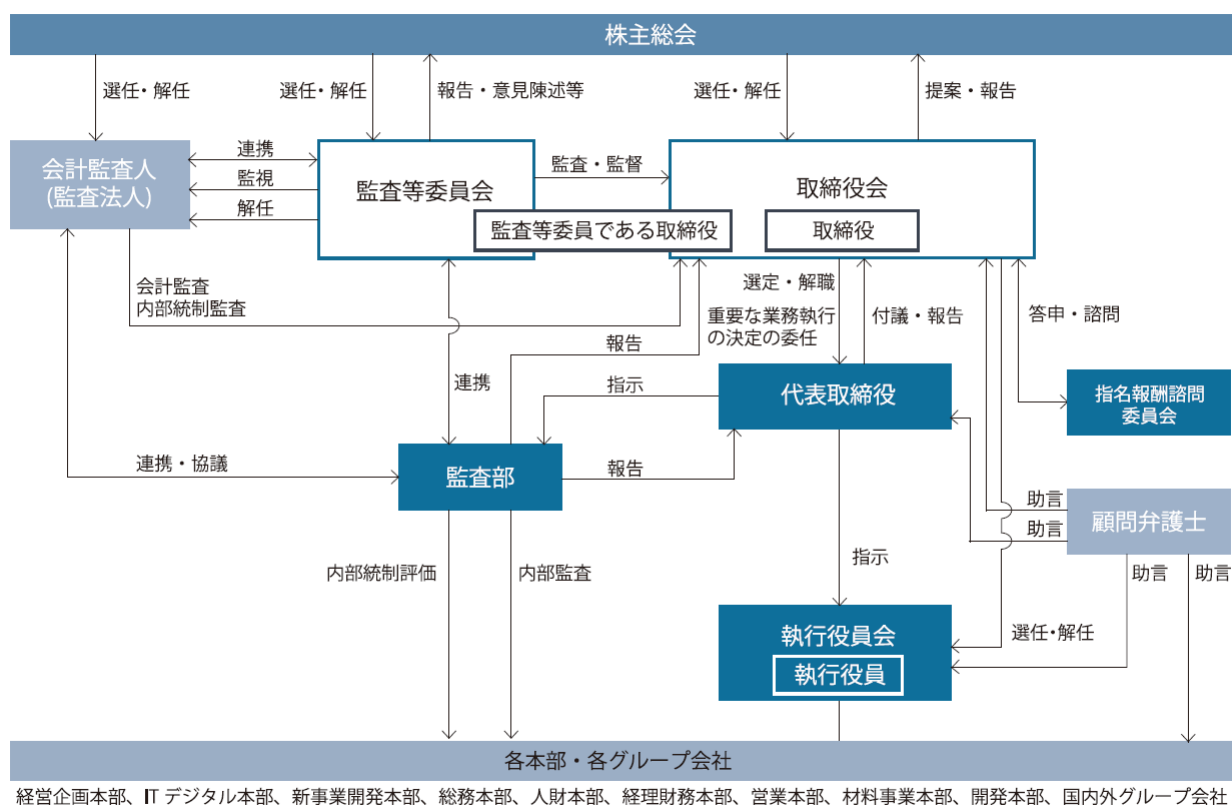 株主総会
選任・解任
選任・解任
報告・意見陳述等
選任・解任
提案・報告
会計監査人
(監査法人)
連携
監視
解任
監査等委員会
監査・監督
取締役会
監査等委員である取締役
取締役
会計監査
内部統制監査
選定・解職
重要な業務執行
の決定の委任
付議・報告
答申・諮問
報告
連携
指示
代表取締役
指名報酬諮問
委員会
連携・協議
監査部
報告
助言
助言
顧問弁護士
内部統制評価
内部監査
指示
助言
助言
執行役員会
執行役員
選任・解任
各本部・各グループ会社
経営企画本部、IT デジタル本部、新事業開発本部、総務本部、人財本部、経理財務本部、営業本部、材料事業本部、開発本部、国内外グループ会社